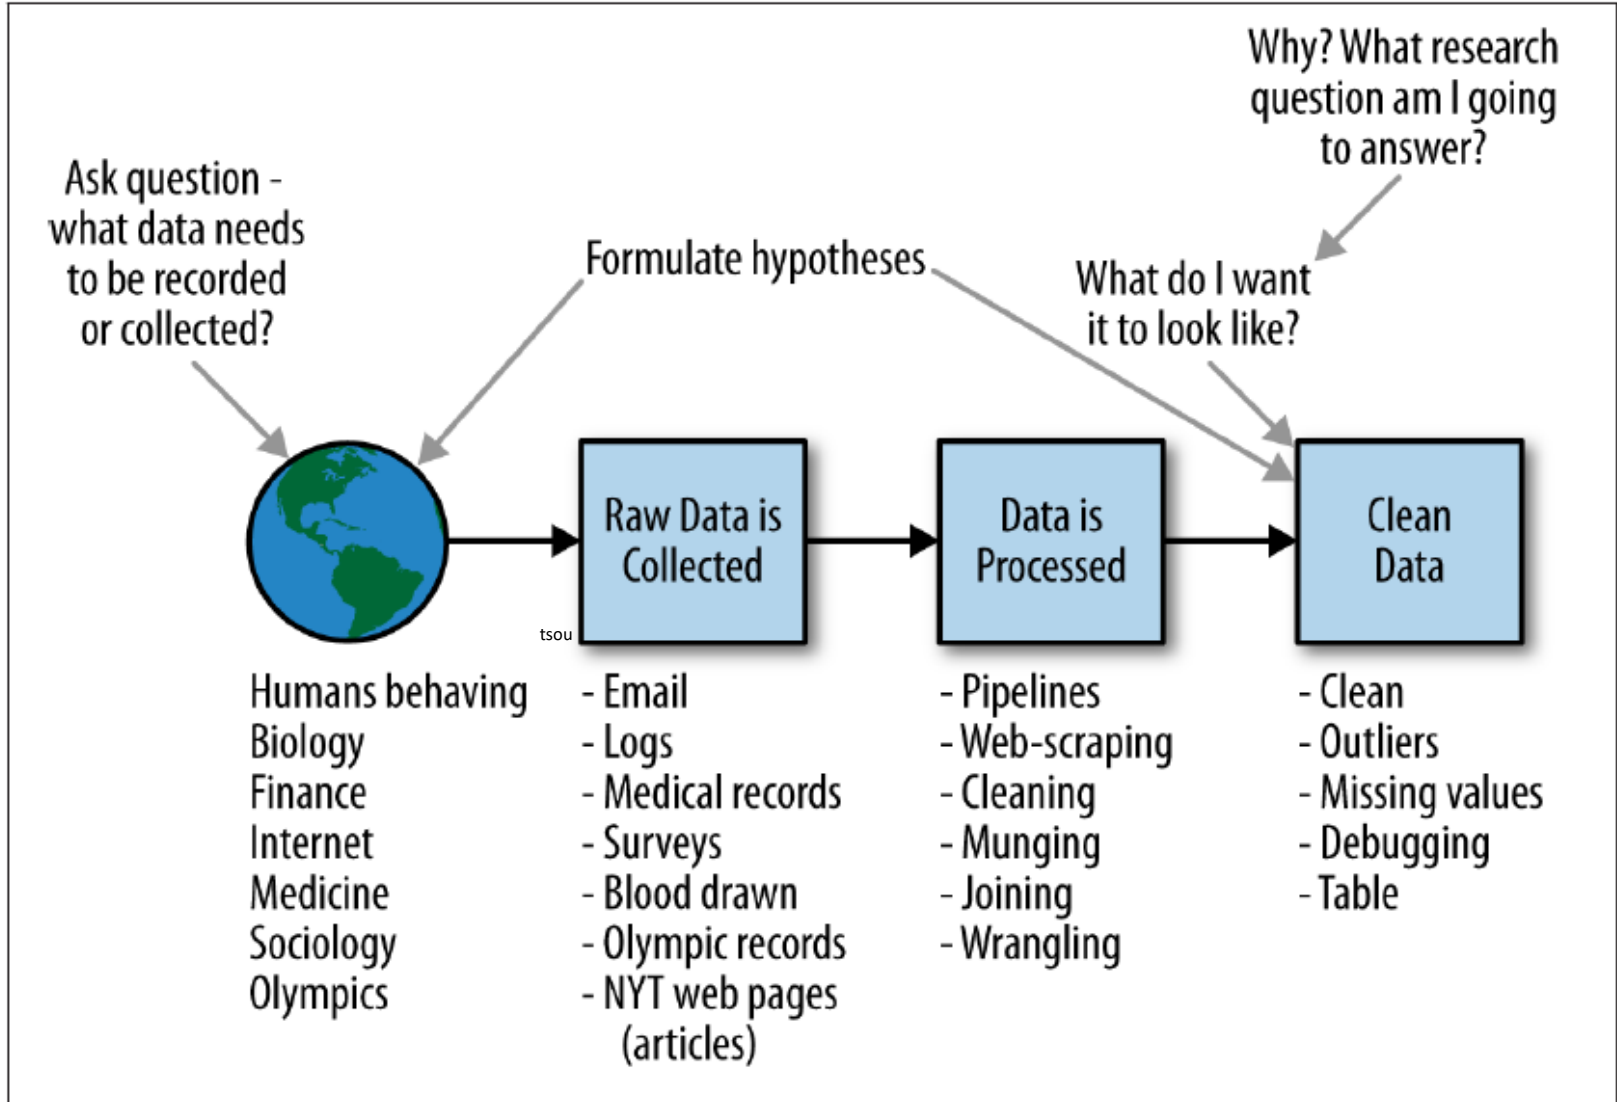 Why? What research
question am I going
to answer?
Ask question -
what data needs
to be recorded
or collected?
Formulate hypotheses
What do I want
it to look like?
Raw Data is
Collected
Data is
Processed
Clean
Data
tsou
Humans behaving
Biology
Finance
Internet
Medicine
Sociology
Olympics
- Email
- Logs
- Medical records
- Surveys
- Blood drawn
- Olympic records
- NYT web pages
(articles)
- Pipelines
- Web-scraping
- Cleaning
- Munging
- Joining
- Wrangling
- Clean
- Outliers
- Missing values
- Debugging
- Table